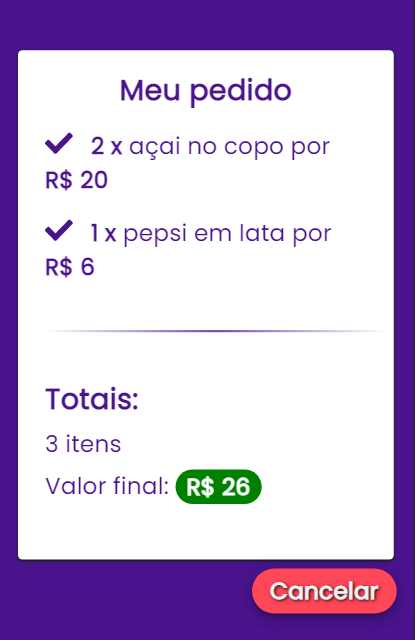 Meu pedido
2 x açai no copo por
R$ 20
1 x pepsi em lata por
R$ 6
Totais:
3 itens
Valor final: R$ 26
Cancelar